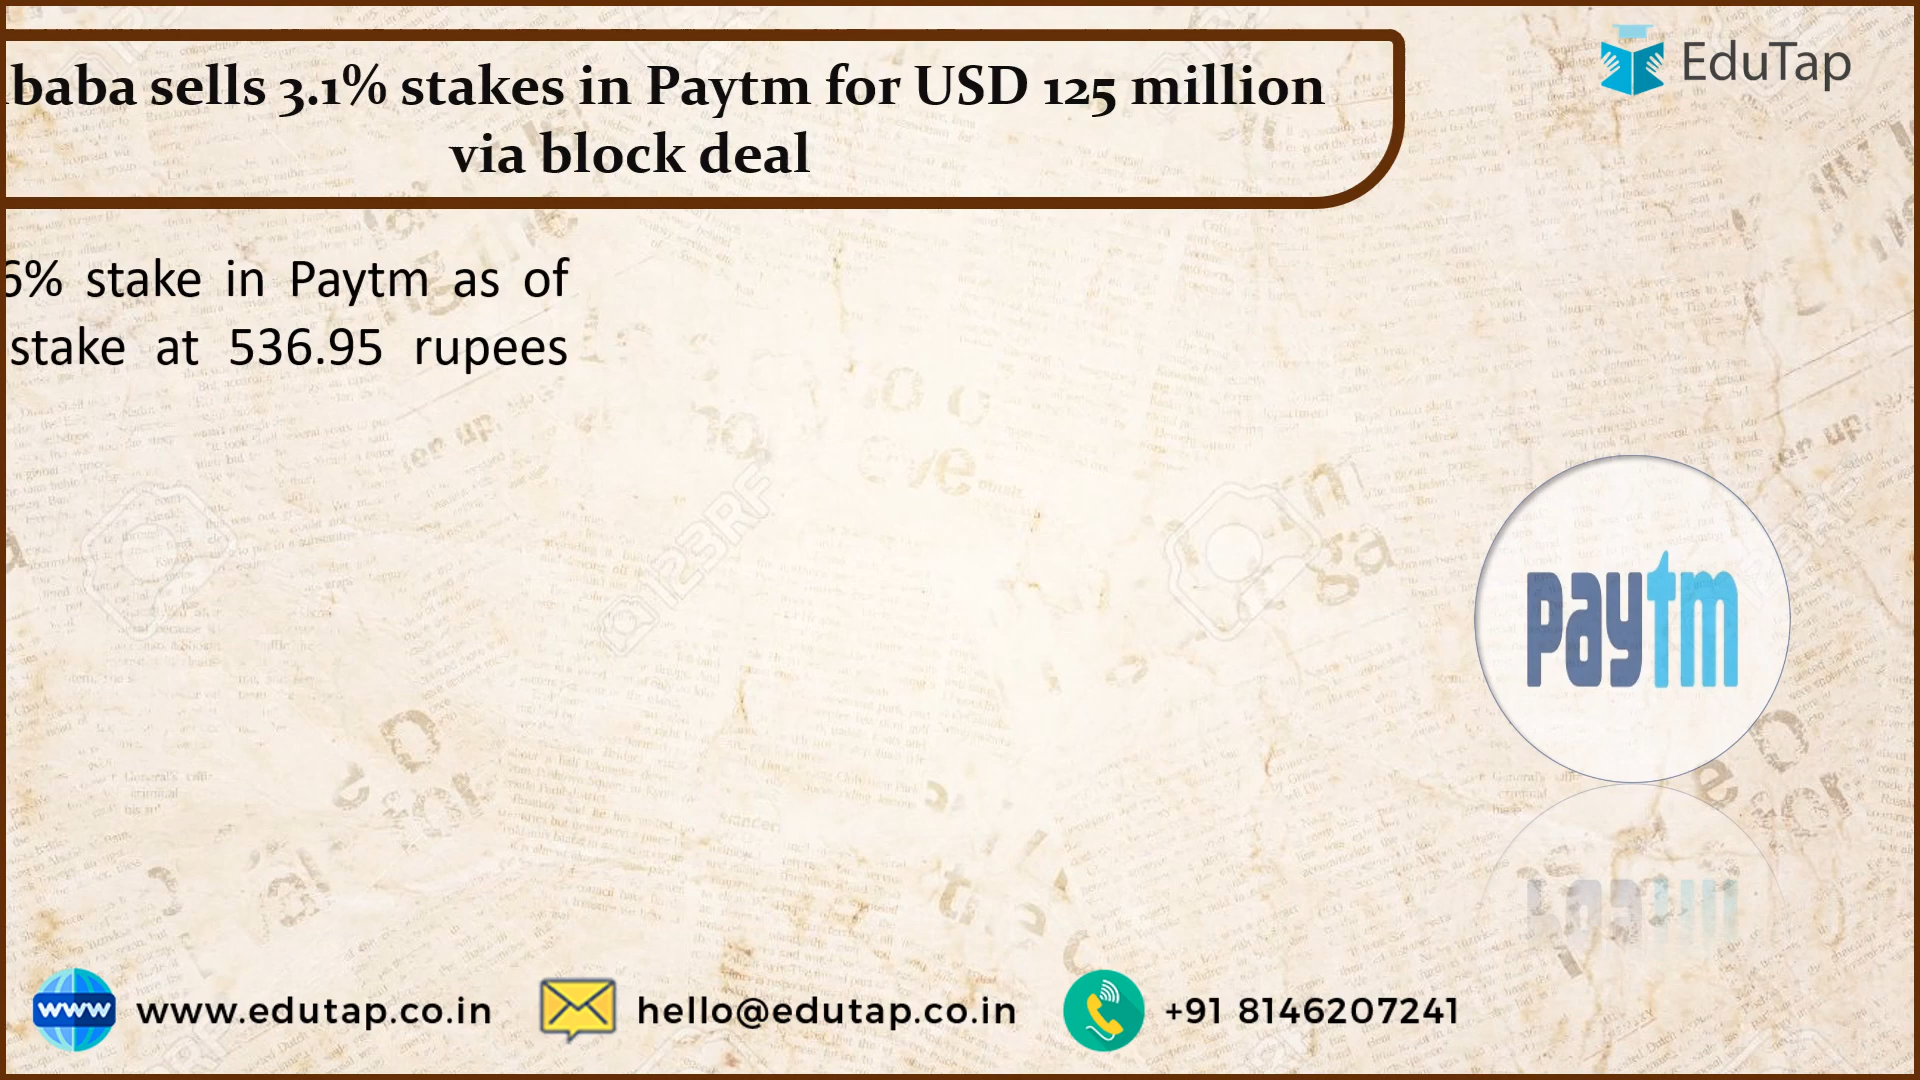 baba sells 3.1% stakes in Paytm for USD 125 million
via block deal
EduTap
6% stake in Paytm as of
stake at 536.95 rupees
paytm
www www.edutap.co.in hello@edutap.co.in +91 8146207241